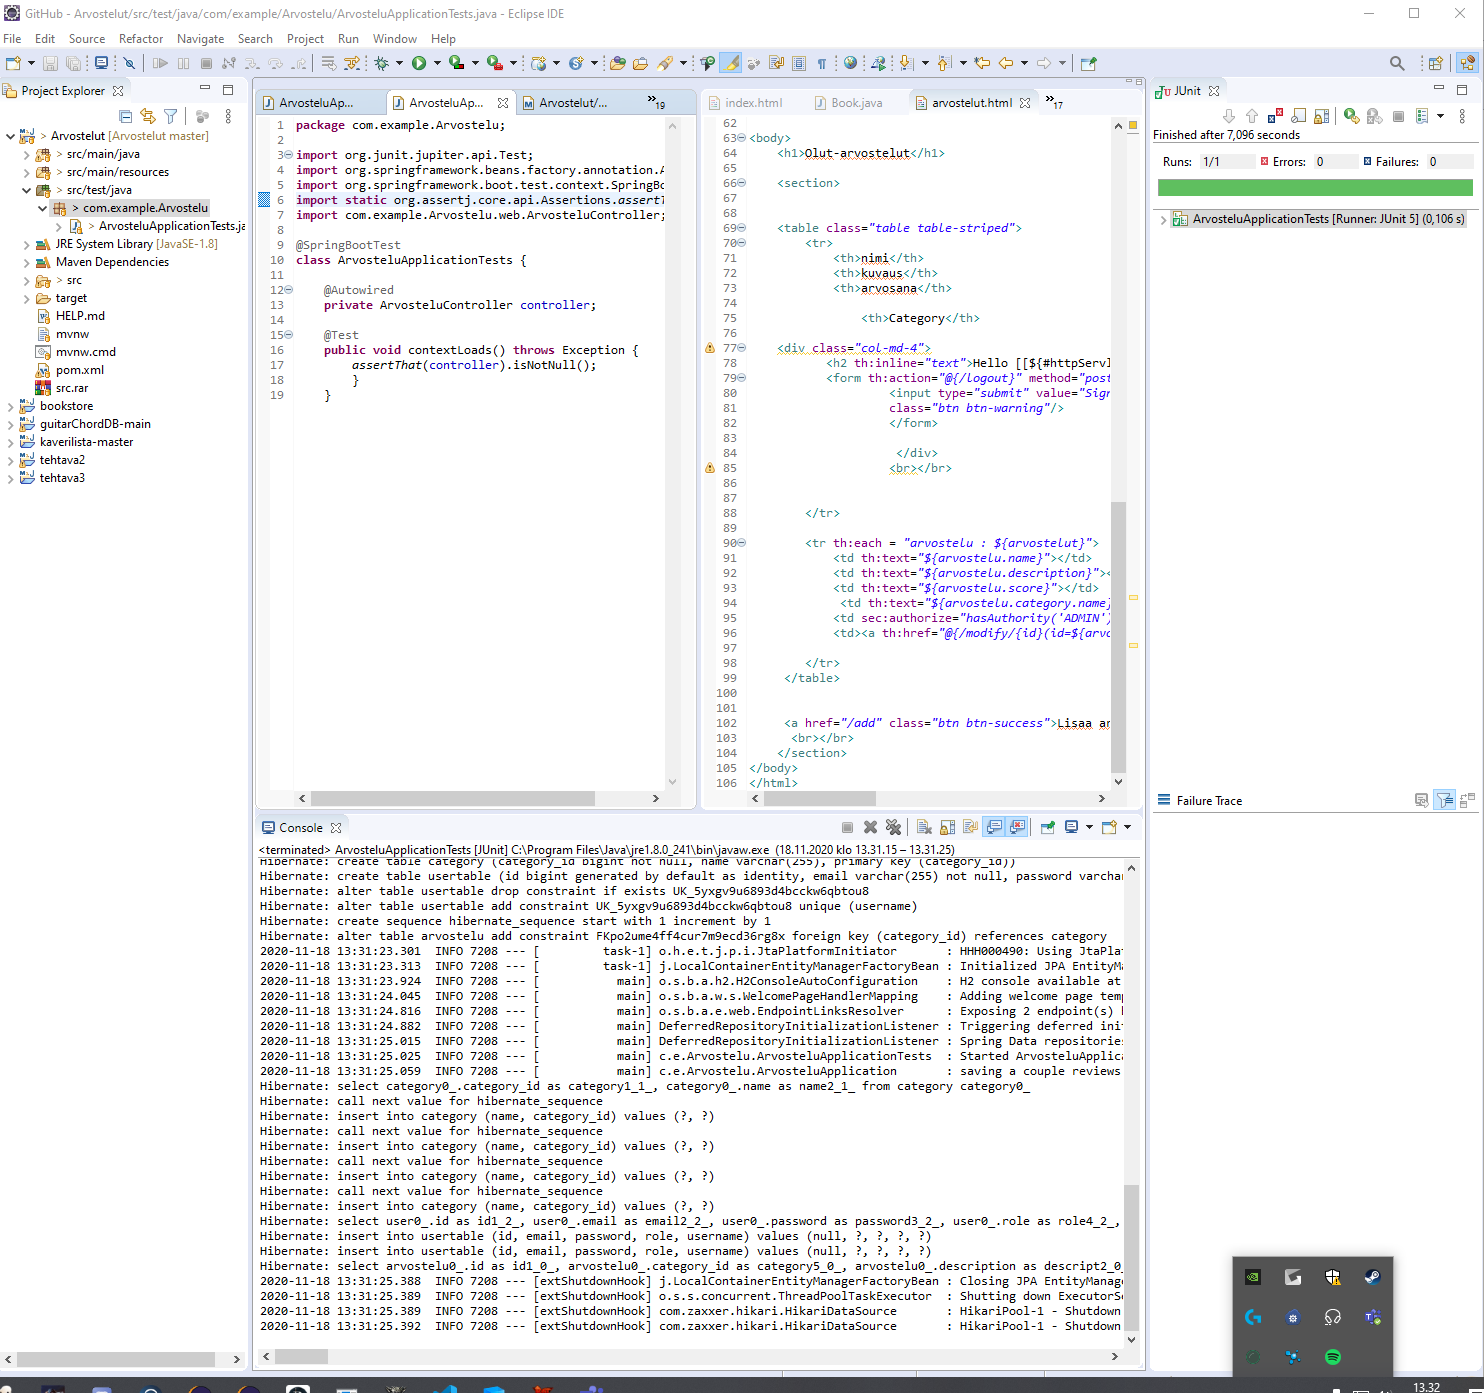 GitHub - Arvostelut/src/test/java/com/example/Arvostelu/ArvosteluApplicationTests.java - Eclipse IDE
File Edit Source Refactor Navigate Search Project Run Window Help
Project Explorer
> Arvostelut [Arvostelut master]
> src/main/java
> src/main/resources
> src/test/java
> com.example.Arvostelu
> ArvosteluApplicationTests.ja
JRE System Library [JavaSE-1.8]
Maven Dependencies
> src
target
HELP.md
mvnw
mvnw.cmd
pom.xml
src.rar
bookstore
guitarChordDB-main
kaverilista-master
tehtava2
tehtava3
ArvosteluAp... ArvosteluAp... Arvostelut/... »19
1 package com.example.Arvostelu;
2
3 import org.junit.jupiter.api.Test;
4 import org.springframework.beans.factory.annotation.A
5 import org.springframework.boot.test.context.SpringBo
6 import static org.assertj.core.api.Assertions.assertT
7 import com.example.Arvostelu.web.ArvosteluController;
8
9 @SpringBootTest
10 class ArvosteluApplicationTests {
11
12 @Autowired
13 private ArvosteluController controller;
14
15 @Test
16 public void contextLoads() throws Exception {
17 assertThat(controller).isNotNull();
18 }
19 }
index.html Book.java arvostelut.html »17
62
63 <body>
64 <h1>Olut-arvostelut</h1>
65
66 <section>
67
68
69 <table class="table table-striped">
70 <tr>
71 <th>nimi</th>
72 <th>kuvaus</th>
73 <th>arvosana</th>
74
75 <th>Category</th>
76
77 <div class="col-md-4">
78 <h2 th:inline="text">Hello [[${#httpServl
79 <form th:action="@{/logout}" method="post
80 <input type="submit" value="Sign
81 class="btn btn-warning"/>
82 </form>
83
84 </div>
85 <br></br>
86
87
88 </tr>
89
90 <tr th:each = "arvostelu : ${arvostelut}">
91 <td th:text="${arvostelu.name}"></td>
92 <td th:text="${arvostelu.description}"><
93 <td th:text="${arvostelu.score}"></td>
94 <td th:text="${arvostelu.category.name}
95 <td sec:authorize="hasAuthority('ADMIN')
96 <td><a th:href="@{/modify/{id}(id=${arvo
97
98 </tr>
99 </table>
100
101
102 <a href="/add" class="btn btn-success">Lisaa ar
103 <br></br>
104 </section>
105 </body>
106 </html>
JUnit
Finished after 7,096 seconds
Runs: 1/1 Errors: 0 Failures: 0
ArvosteluApplicationTests [Runner: JUnit 5] (0,106 s)
Failure Trace
Console
<terminated> ArvosteluApplicationTests [JUnit] C:\Program Files\Java\jre1.8.0_241\bin\javaw.exe (18.11.2020 klo 13.31.15 – 13.31.25)
Hibernate: create table category (category_id bigint not null, name varchar(255), primary key (category_id))
Hibernate: create table usertable (id bigint generated by default as identity, email varchar(255) not null, password varchar
Hibernate: alter table usertable drop constraint if exists UK_5yxgv9u6893d4bcckw6qbtou8
Hibernate: alter table usertable add constraint UK_5yxgv9u6893d4bcckw6qbtou8 unique (username)
Hibernate: create sequence hibernate_sequence start with 1 increment by 1
Hibernate: alter table arvostelu add constraint FKpo2ume4ff4cur7m9ecd36rg8x foreign key (category_id) references category
2020-11-18 13:31:23.301 INFO 7208 --- [ task-1] o.h.e.t.j.p.i.JtaPlatformInitiator : HHH000490: Using JtaPlat
2020-11-18 13:31:23.313 INFO 7208 --- [ task-1] j.LocalContainerEntityManagerFactoryBean : Initialized JPA EntityMa
2020-11-18 13:31:23.924 INFO 7208 --- [ main] o.s.b.a.h2.H2ConsoleAutoConfiguration : H2 console available at
2020-11-18 13:31:24.045 INFO 7208 --- [ main] o.s.b.a.w.s.WelcomePageHandlerMapping : Adding welcome page temp
2020-11-18 13:31:24.816 INFO 7208 --- [ main] o.s.b.a.e.web.EndpointLinksResolver : Exposing 2 endpoint(s) b
2020-11-18 13:31:24.882 INFO 7208 --- [ main] DeferredRepositoryInitializationListener : Triggering deferred init
2020-11-18 13:31:25.015 INFO 7208 --- [ main] DeferredRepositoryInitializationListener : Spring Data repositories
2020-11-18 13:31:25.025 INFO 7208 --- [ main] c.e.Arvostelu.ArvosteluApplicationTests : Started ArvosteluApplica
2020-11-18 13:31:25.059 INFO 7208 --- [ main] c.e.Arvostelu.ArvosteluApplication : saving a couple reviews
Hibernate: select category0_.category_id as category1_1_, category0_.name as name2_1_ from category category0_
Hibernate: call next value for hibernate_sequence
Hibernate: insert into category (name, category_id) values (?, ?)
Hibernate: call next value for hibernate_sequence
Hibernate: insert into category (name, category_id) values (?, ?)
Hibernate: call next value for hibernate_sequence
Hibernate: insert into category (name, category_id) values (?, ?)
Hibernate: call next value for hibernate_sequence
Hibernate: insert into category (name, category_id) values (?, ?)
Hibernate: select user0_.id as id1_2_, user0_.email as email2_2_, user0_.password as password3_2_, user0_.role as role4_2_,
Hibernate: insert into usertable (id, email, password, role, username) values (null, ?, ?, ?, ?)
Hibernate: insert into usertable (id, email, password, role, username) values (null, ?, ?, ?, ?)
Hibernate: select arvostelu0_.id as id1_0_, arvostelu0_.category_id as category5_0_, arvostelu0_.description as descript2_0_
2020-11-18 13:31:25.388 INFO 7208 --- [extShutdownHook] j.LocalContainerEntityManagerFactoryBean : Closing JPA EntityManage
2020-11-18 13:31:25.389 INFO 7208 --- [extShutdownHook] o.s.s.concurrent.ThreadPoolTaskExecutor : Shutting down ExecutorSe
2020-11-18 13:31:25.389 INFO 7208 --- [extShutdownHook] com.zaxxer.hikari.HikariDataSource : HikariPool-1 - Shutdown
2020-11-18 13:31:25.392 INFO 7208 --- [extShutdownHook] com.zaxxer.hikari.HikariDataSource : HikariPool-1 - Shutdown
13.32